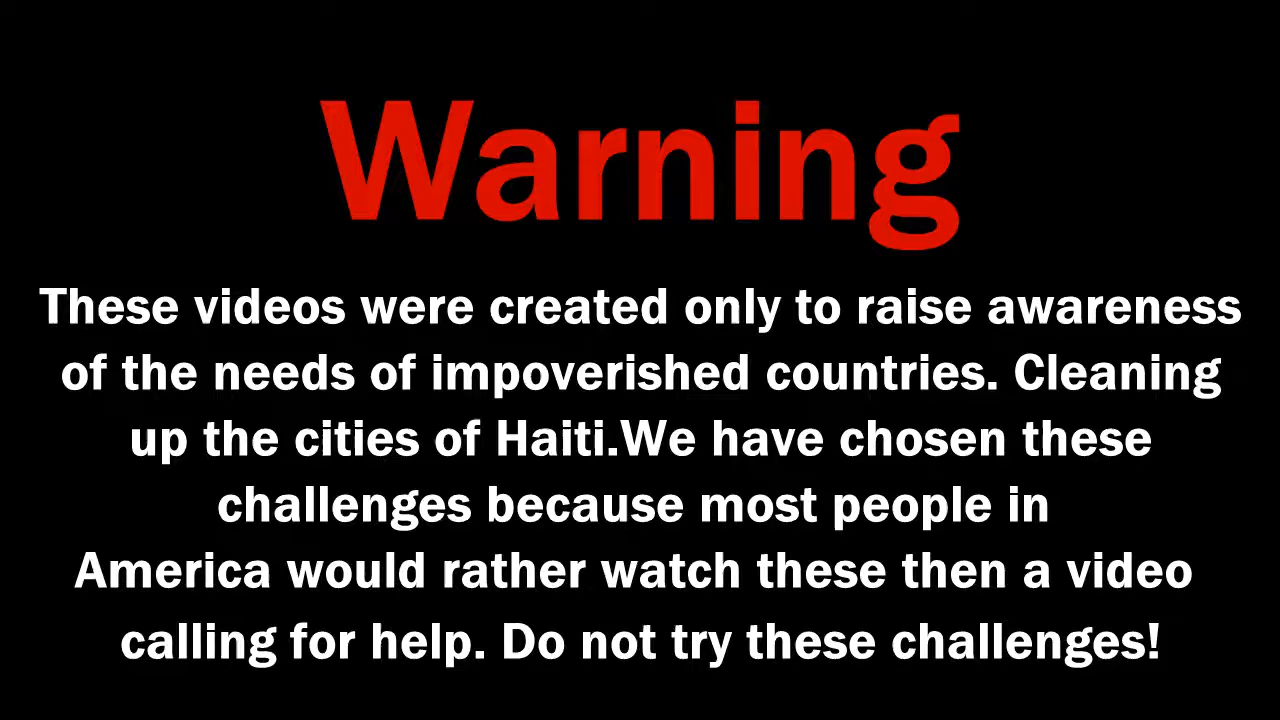 Warning
These videos were created only to raise awareness
of the needs of impoverished countries. Cleaning
up the cities of Haiti.We have chosen these
challenges because most people in
America would rather watch these then a video
calling for help. Do not try these challenges!